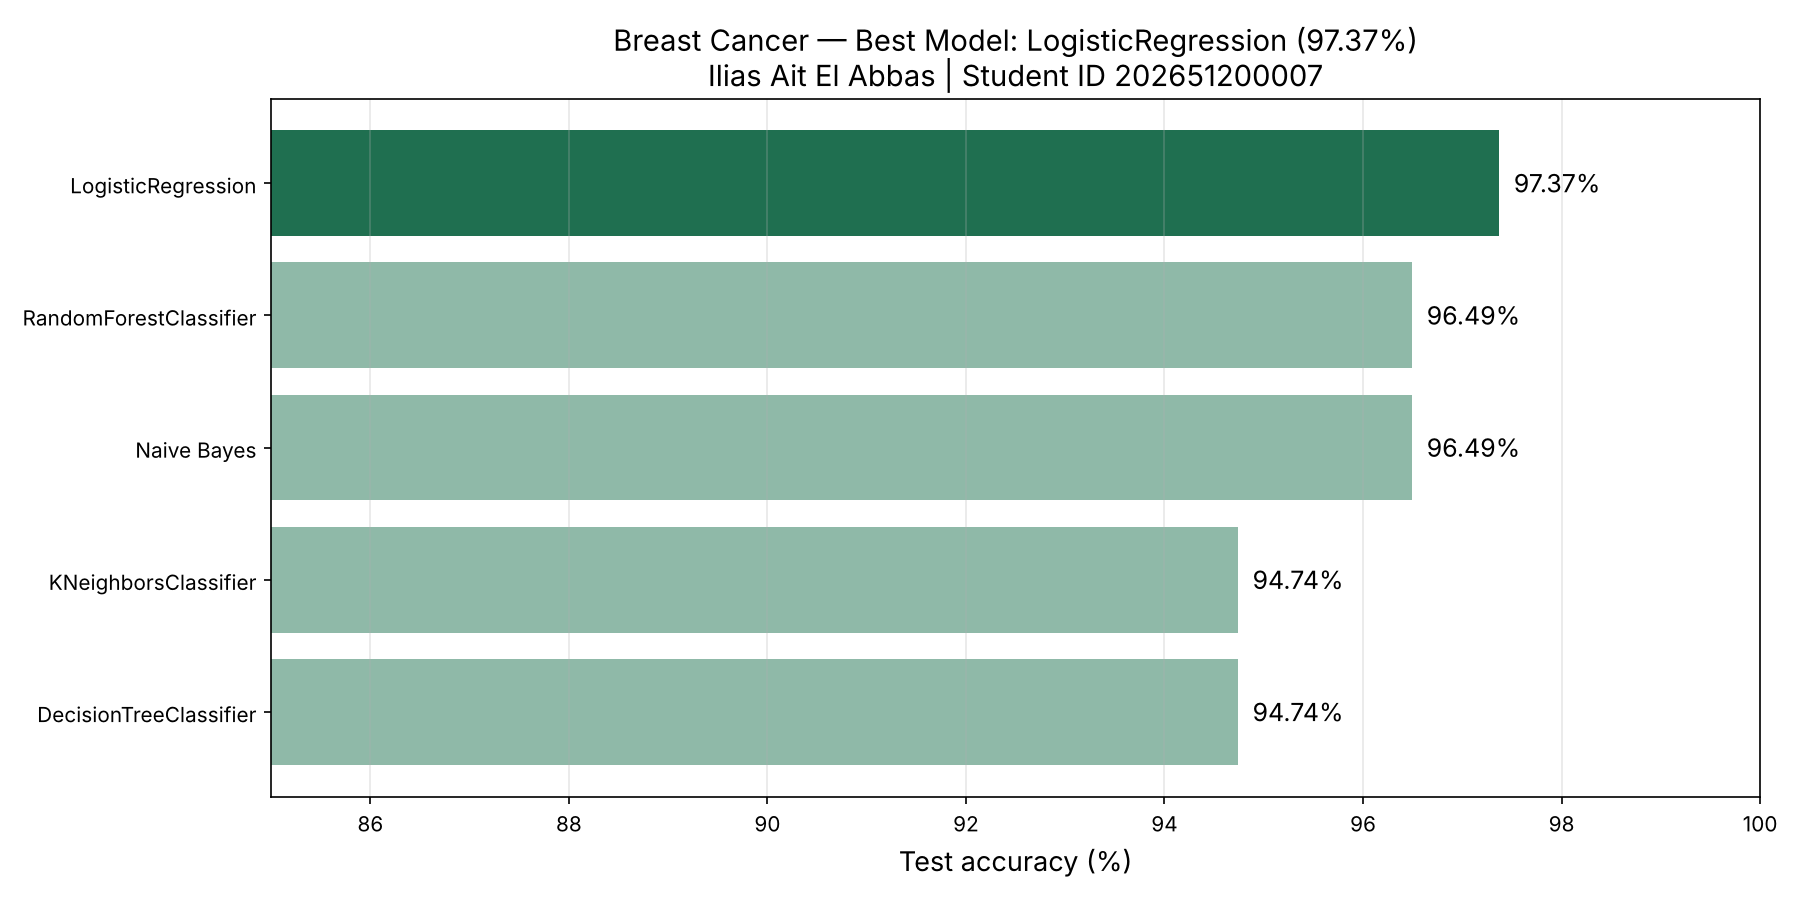 Breast Cancer — Best Model: LogisticRegression (97.37%)
Ilias Ait El Abbas | Student ID 202651200007
LogisticRegression
97.37%
RandomForestClassifier
96.49%
Naive Bayes
96.49%
KNeighborsClassifier
94.74%
DecisionTreeClassifier
94.74%
86 88 90 92 94 96 98 100
Test accuracy (%)